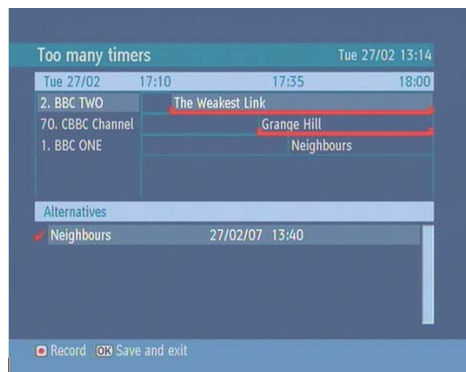 Too many timers Tue 27/02 13:14
Tue 27/02 17:10 17:35 18:00
2. BBC TWO The Weakest Link
70. CBBC Channel Grange Hill
1. BBC ONE Neighbours
Alternatives
Neighbours 27/02/07 13:40
Record OK Save and exit